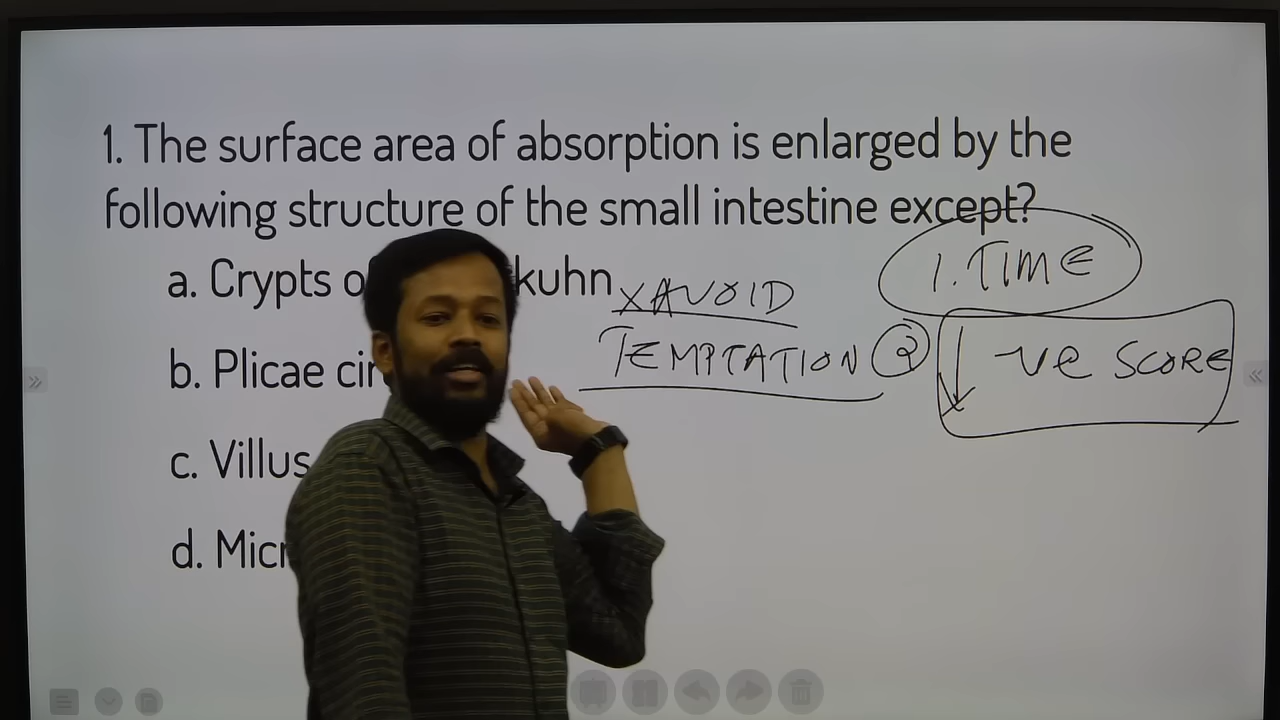 1. The surface area of absorption is enlarged by the
following structure of the small intestine except?
a. Crypts o kuhn
b. Plicae cir
c. Villus
d. Micr
x AVOID
TEMPTATION
1. TIME
2 ↓ -ve SCORE